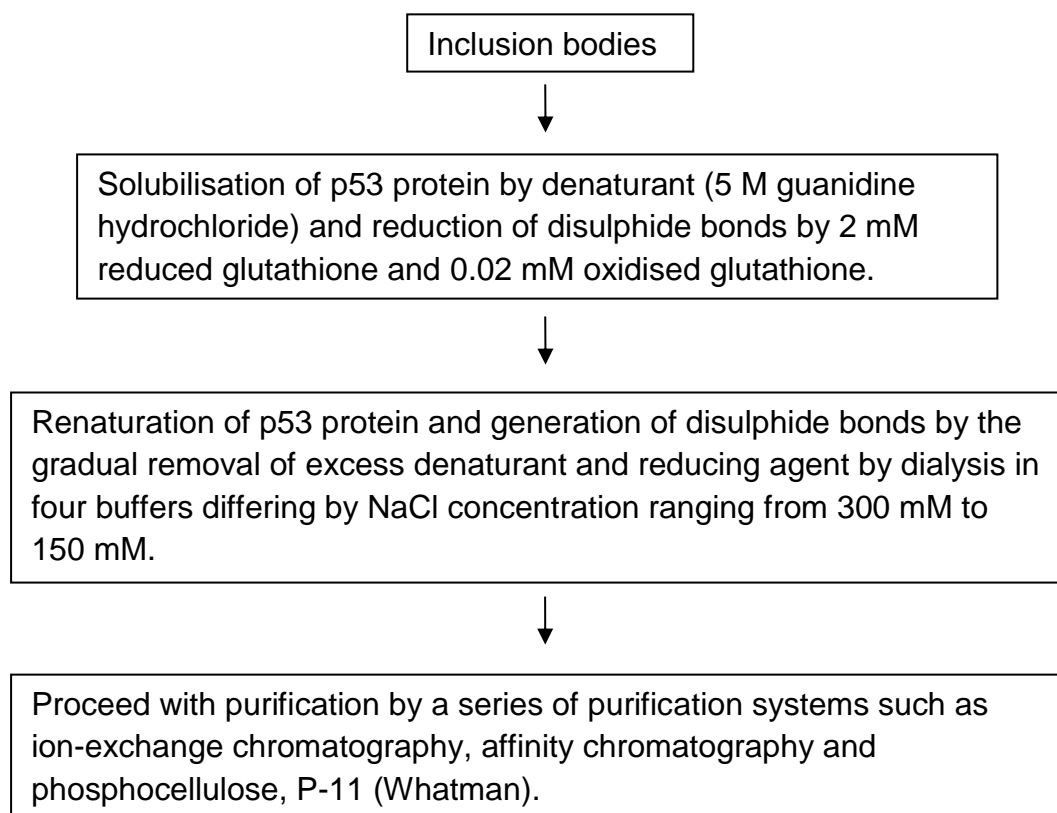 Inclusion bodies
Solubilisation of p53 protein by denaturant (5 M guanidine
hydrochloride) and reduction of disulphide bonds by 2 mM
reduced glutathione and 0.02 mM oxidised glutathione.
Renaturation of p53 protein and generation of disulphide bonds by the
gradual removal of excess denaturant and reducing agent by dialysis in
four buffers differing by NaCl concentration ranging from 300 mM to
150 mM.
Proceed with purification by a series of purification systems such as
ion-exchange chromatography, affinity chromatography and
phosphocellulose, P-11 (Whatman).